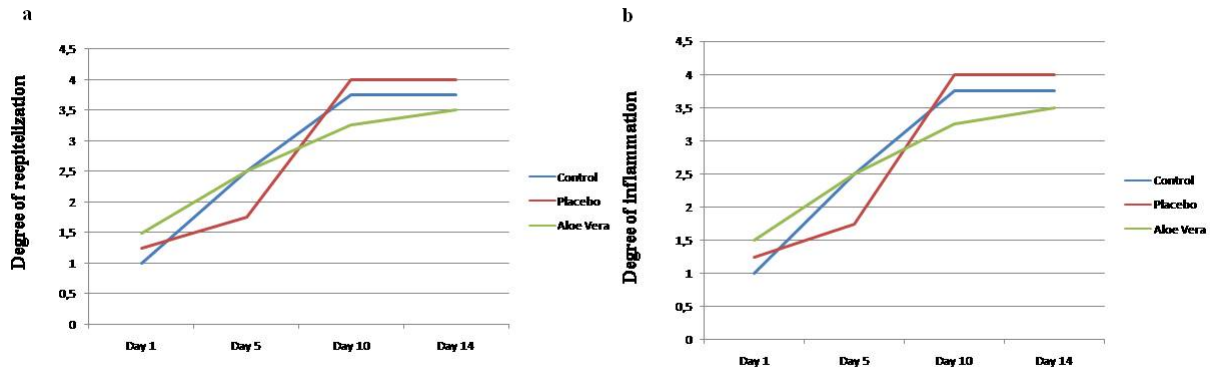 a
Degree of reepitelization
4,5
4
3,5
3
2,5
2
1,5
1
0,5
0
Day 1 Day 5 Day 10 Day 14
Control
Placebo
Aloe Vera
b
Degree of inflammation
4,5
4
3,5
3
2,5
2
1,5
1
0,5
0
Day 1 Day 5 Day 10 Day 14
Control
Placebo
Aloe Vera